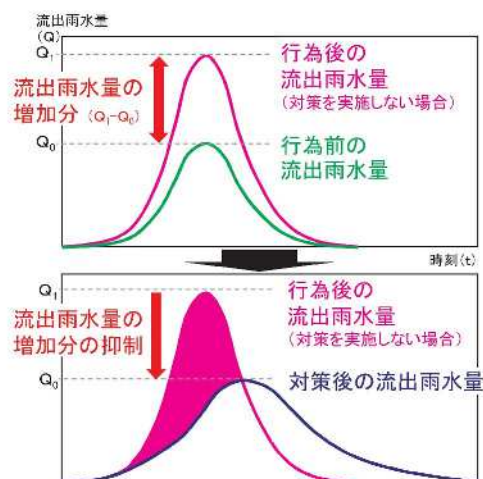 流出雨水量
(Q)
Q₁
行為後の
流出雨水量
(対策を実施しない場合)
流出雨水量の
増加分 (Q₁-Q₀)
Q₀
行為前の
流出雨水量
時刻(t)
Q₁
行為後の
流出雨水量
(対策を実施しない場合)
流出雨水量の
増加分の抑制
Q₀
対策後の流出雨水量